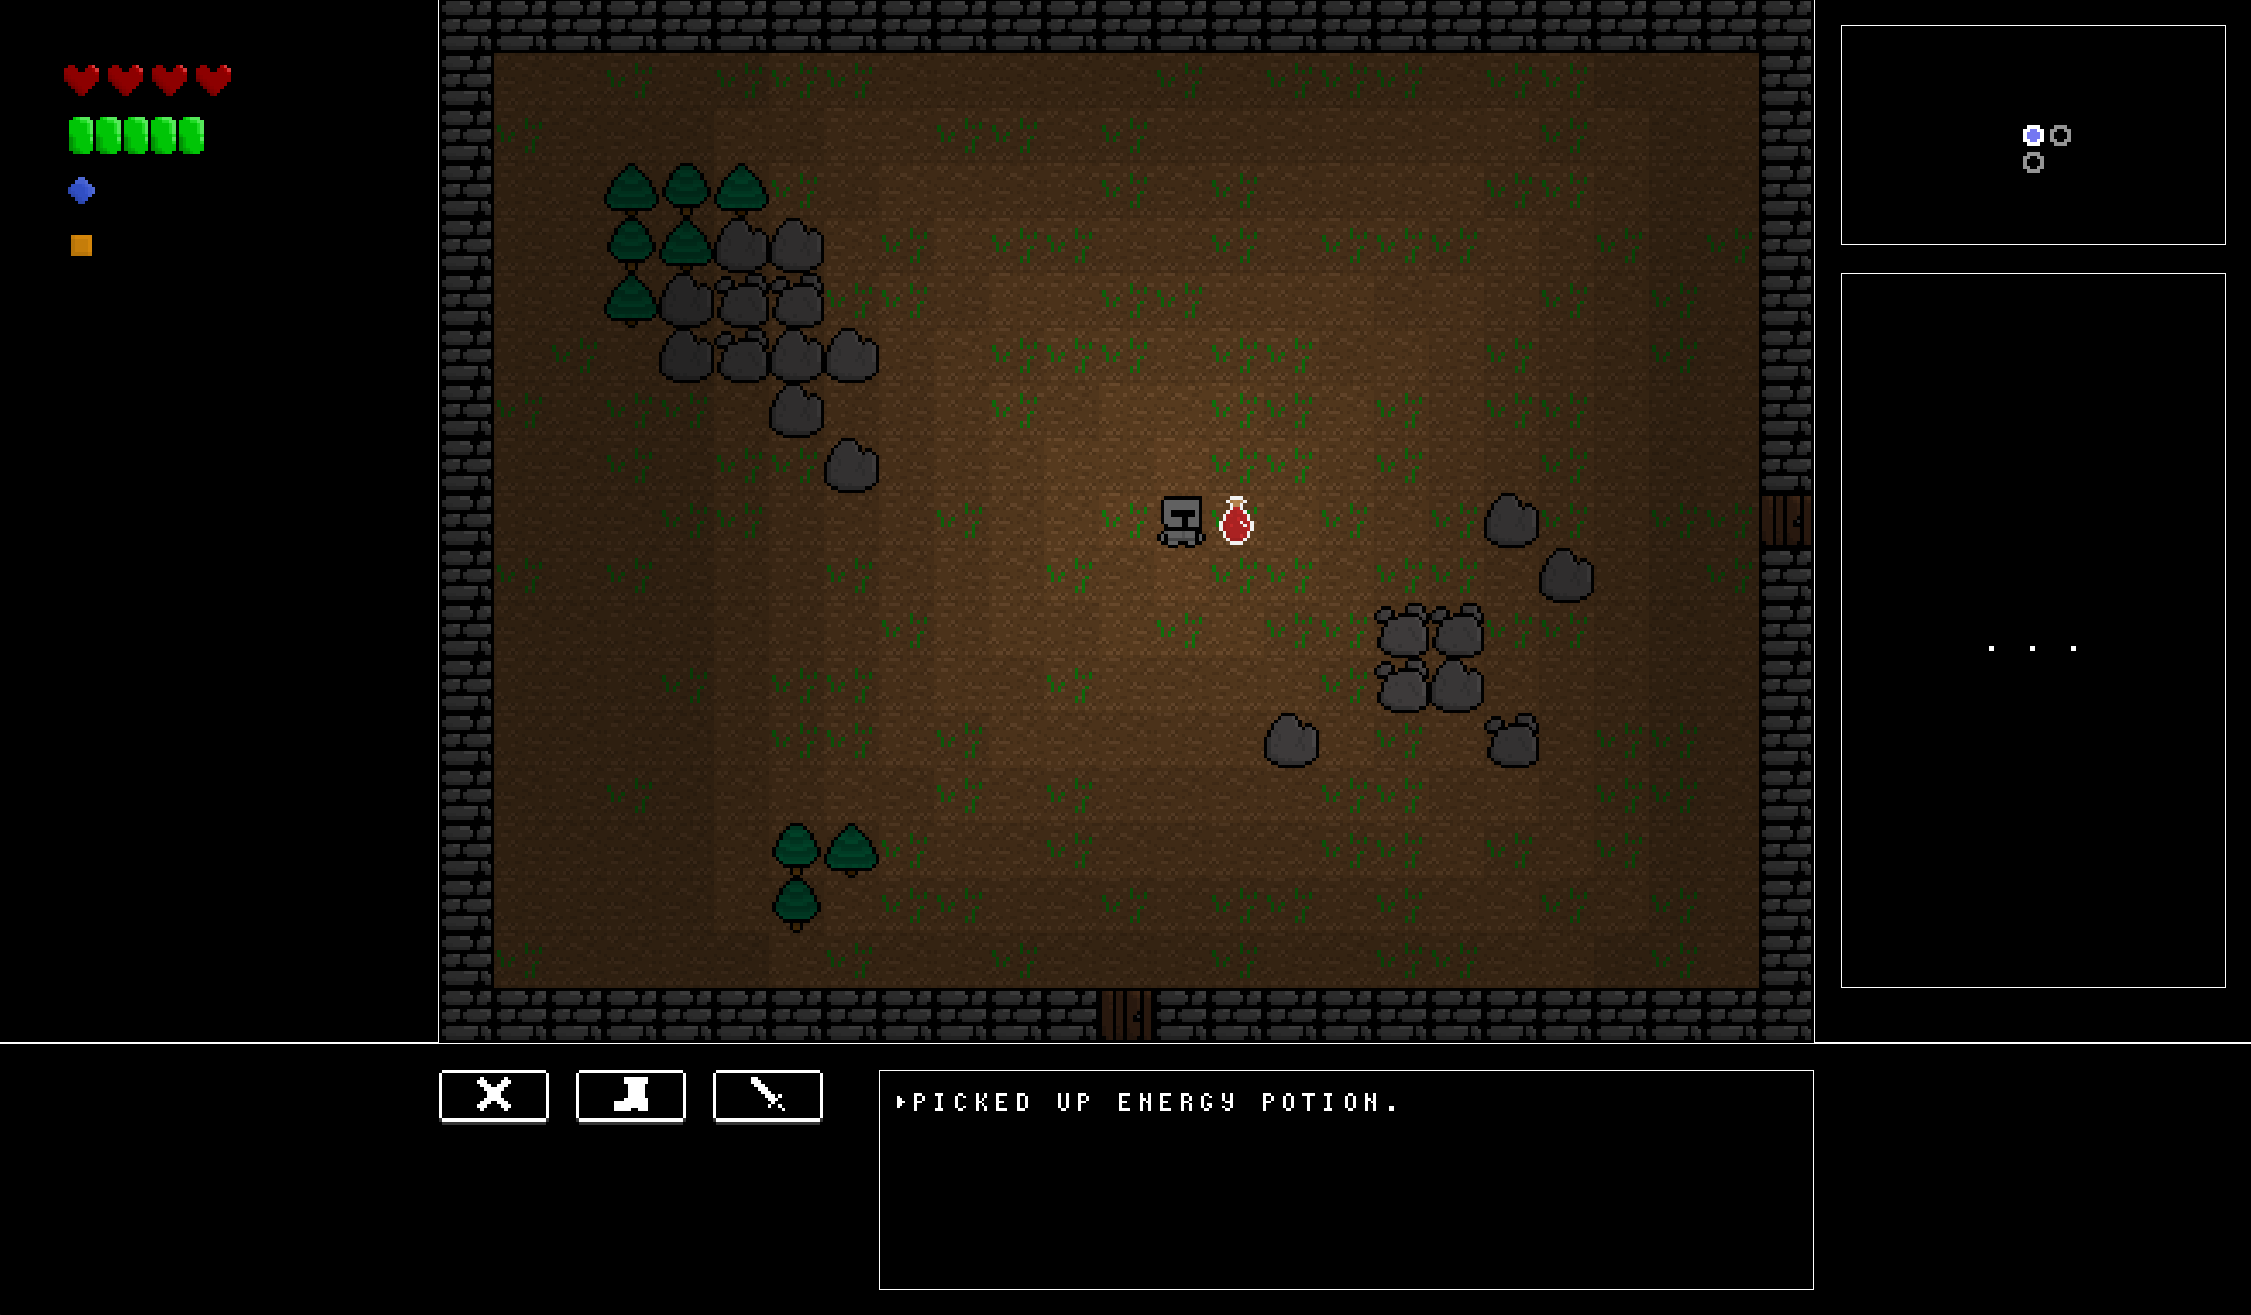 ▸PICKED UP ENERGY POTION.
. . .